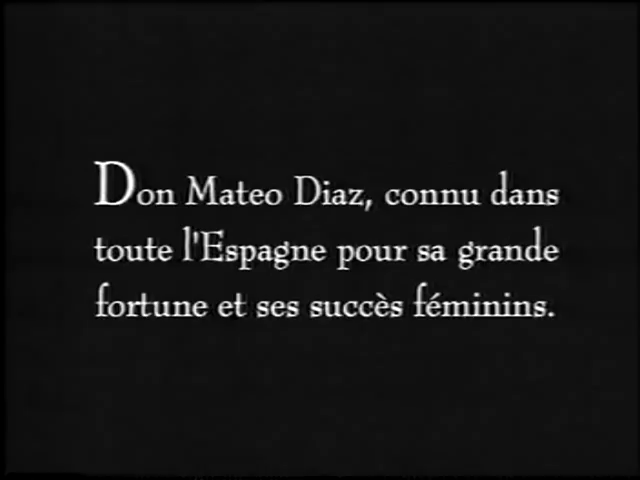 Don Mateo Diaz, connu dans
toute l'Espagne pour sa grande
fortune et ses succès féminins.